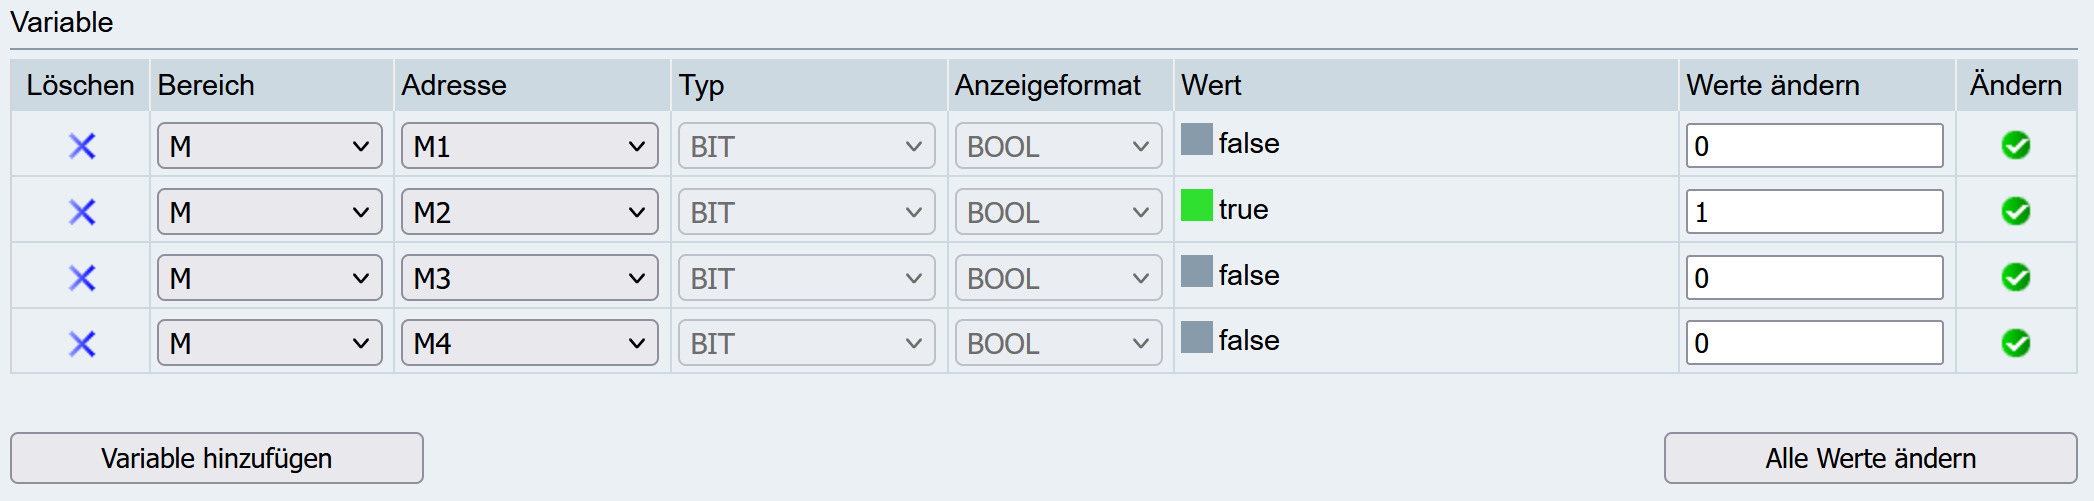 Variable
Löschen Bereich Adresse Typ Anzeigeformat Wert Werte ändern Ändern
M M1 BIT BOOL false 0
M M2 BIT BOOL true 1
M M3 BIT BOOL false 0
M M4 BIT BOOL false 0
Variable hinzufügen Alle Werte ändern